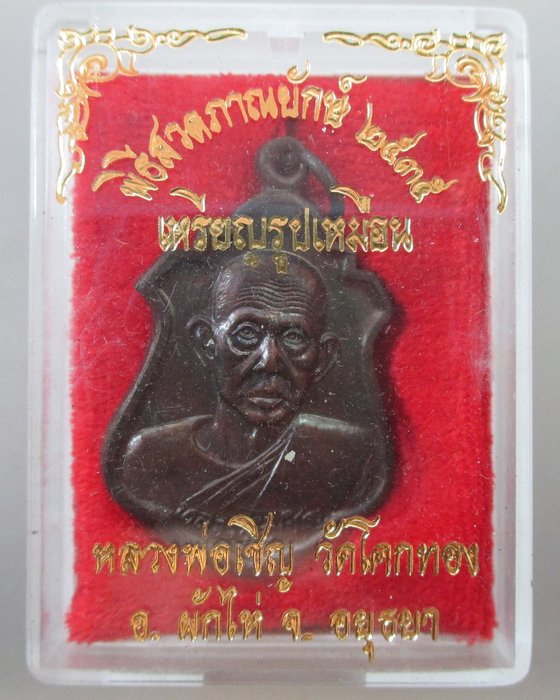 พิธีสวดภาณยักษ์ ๒๕๓๕
เหรียญรูปเหมือน
หลวงพ่อเชิญ วัดโคกทอง
อ. ผักไห่ จ. อยุธยา